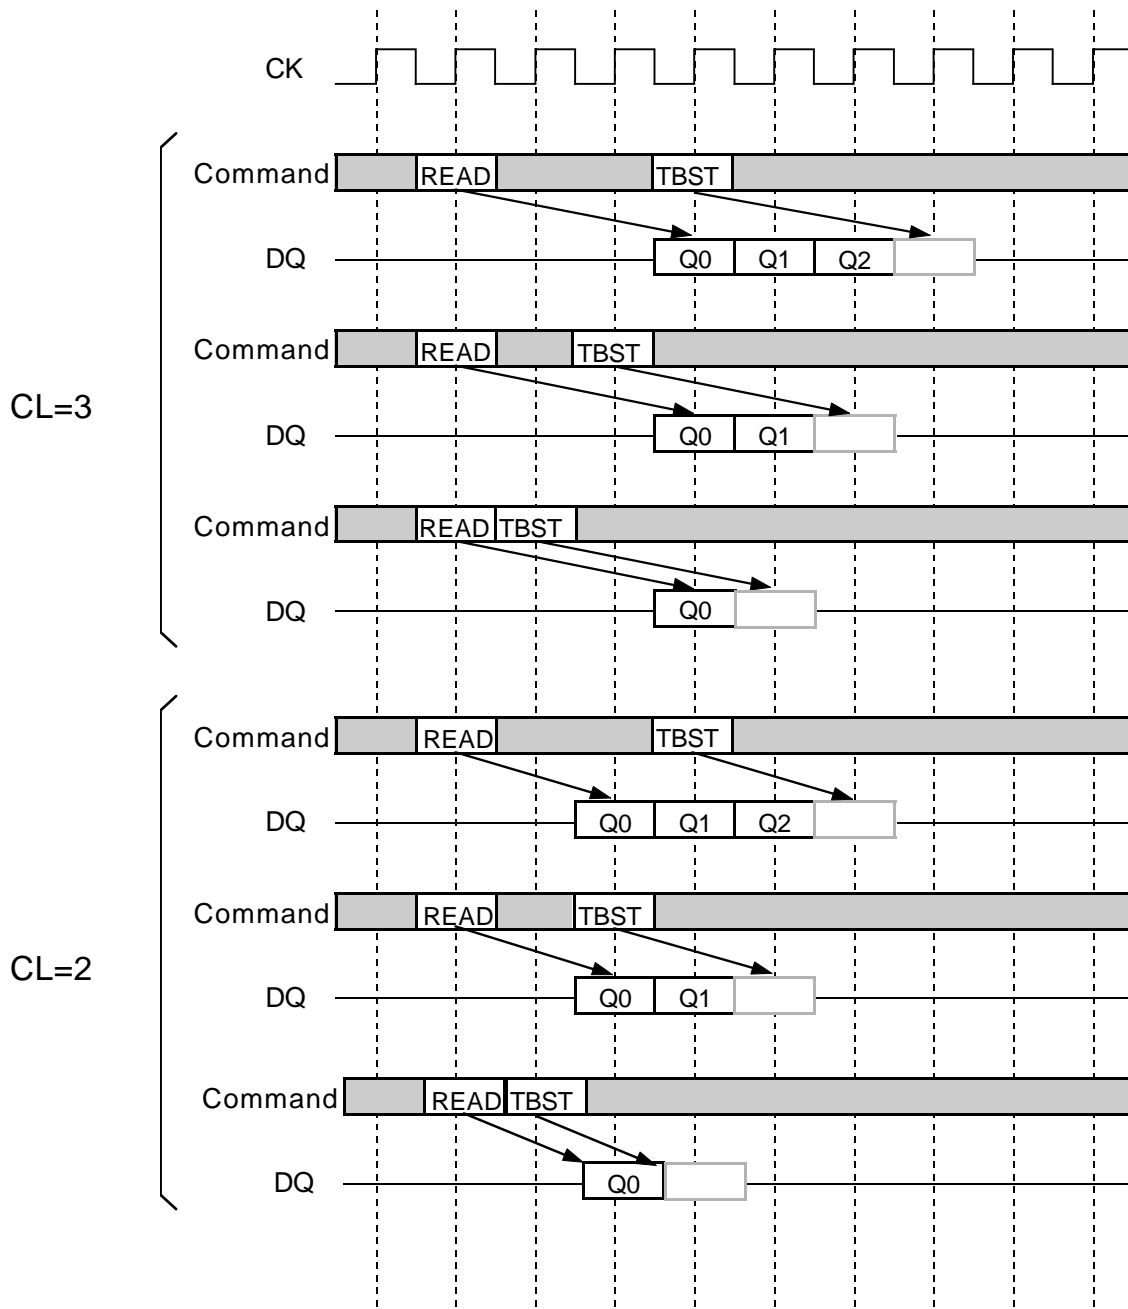 CK
Command READ TBST
DQ Q0 Q1 Q2
Command READ TBST
CL=3
DQ Q0 Q1
Command READ TBST
DQ Q0
Command READ TBST
DQ Q0 Q1 Q2
Command READ TBST
CL=2
DQ Q0 Q1
Command READ TBST
DQ Q0